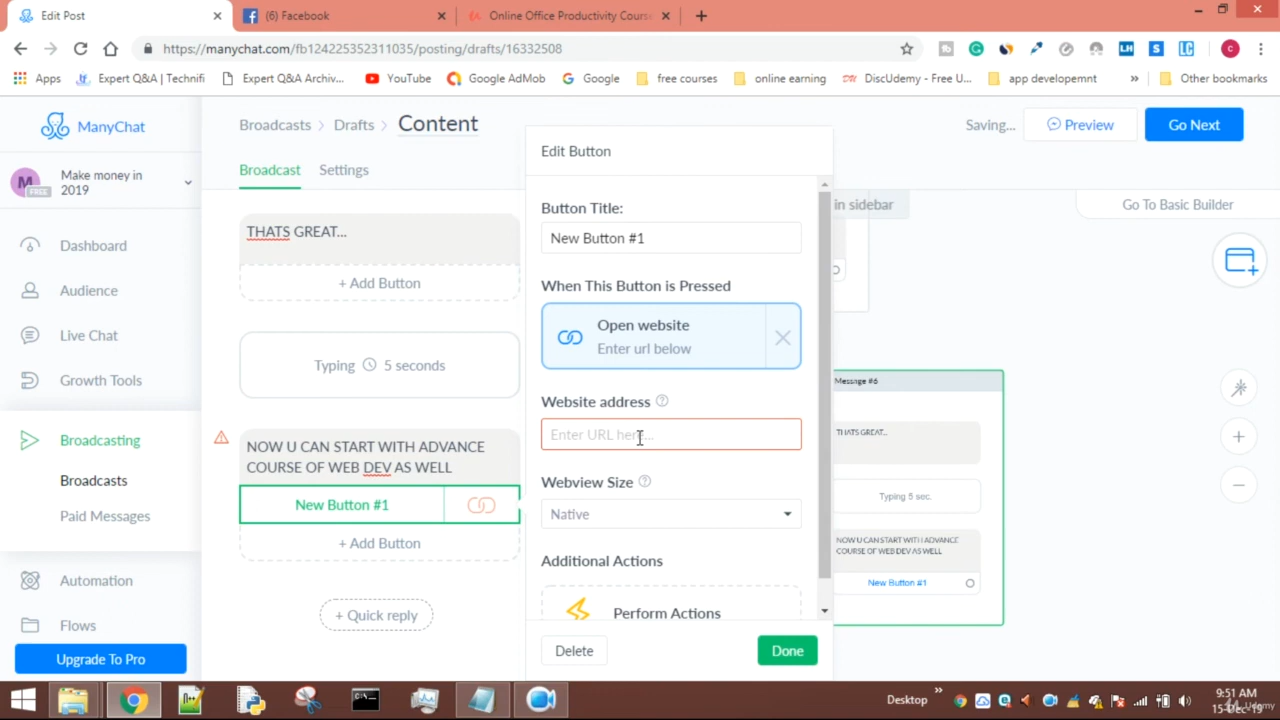 Edit Post
(6) Facebook
Online Office Productivity Cours
https://manychat.com/fb124225352311035/posting/drafts/16332508
Apps
Expert Q&A | Technifi
Expert Q&A Archiv...
YouTube
Google AdMob
Google
free courses
online earning
DiscUdemy - Free U...
app developemnt
»
Other bookmarks
ManyChat
Broadcasts > Drafts > Content
Saving...
Preview
Go Next
M
FREE
Make money in
2019
Broadcast
Settings
Edit Button
in sidebar
Go To Basic Builder
Dashboard
Audience
Live Chat
Growth Tools
Broadcasting
Broadcasts
Paid Messages
Automation
Flows
Upgrade To Pro
THATS GREAT...
+ Add Button
Typing 5 seconds
NOW U CAN START WITH ADVANCE
COURSE OF WEB DEV AS WELL
New Button #1
+ Add Button
+ Quick reply
Button Title:
New Button #1
When This Button is Pressed
Open website
Enter url below
Website address
Enter URL here...
Webview Size
Native
Additional Actions
Perform Actions
Delete
Done
Message #6
THATS GREAT...
Typing 5 sec.
NOW U CAN START WITH ADVANCE
COURSE OF WEB DEV AS WELL
New Button #1
Desktop
»
9:51 AM
15-Dec-19
Udemy